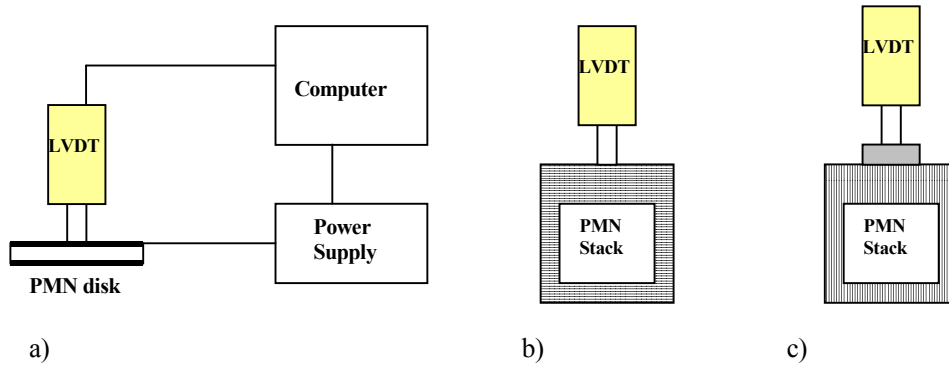 LVDT
Computer
Power
Supply
PMN disk
a)
LVDT
PMN
Stack
b)
LVDT
PMN
Stack
c)